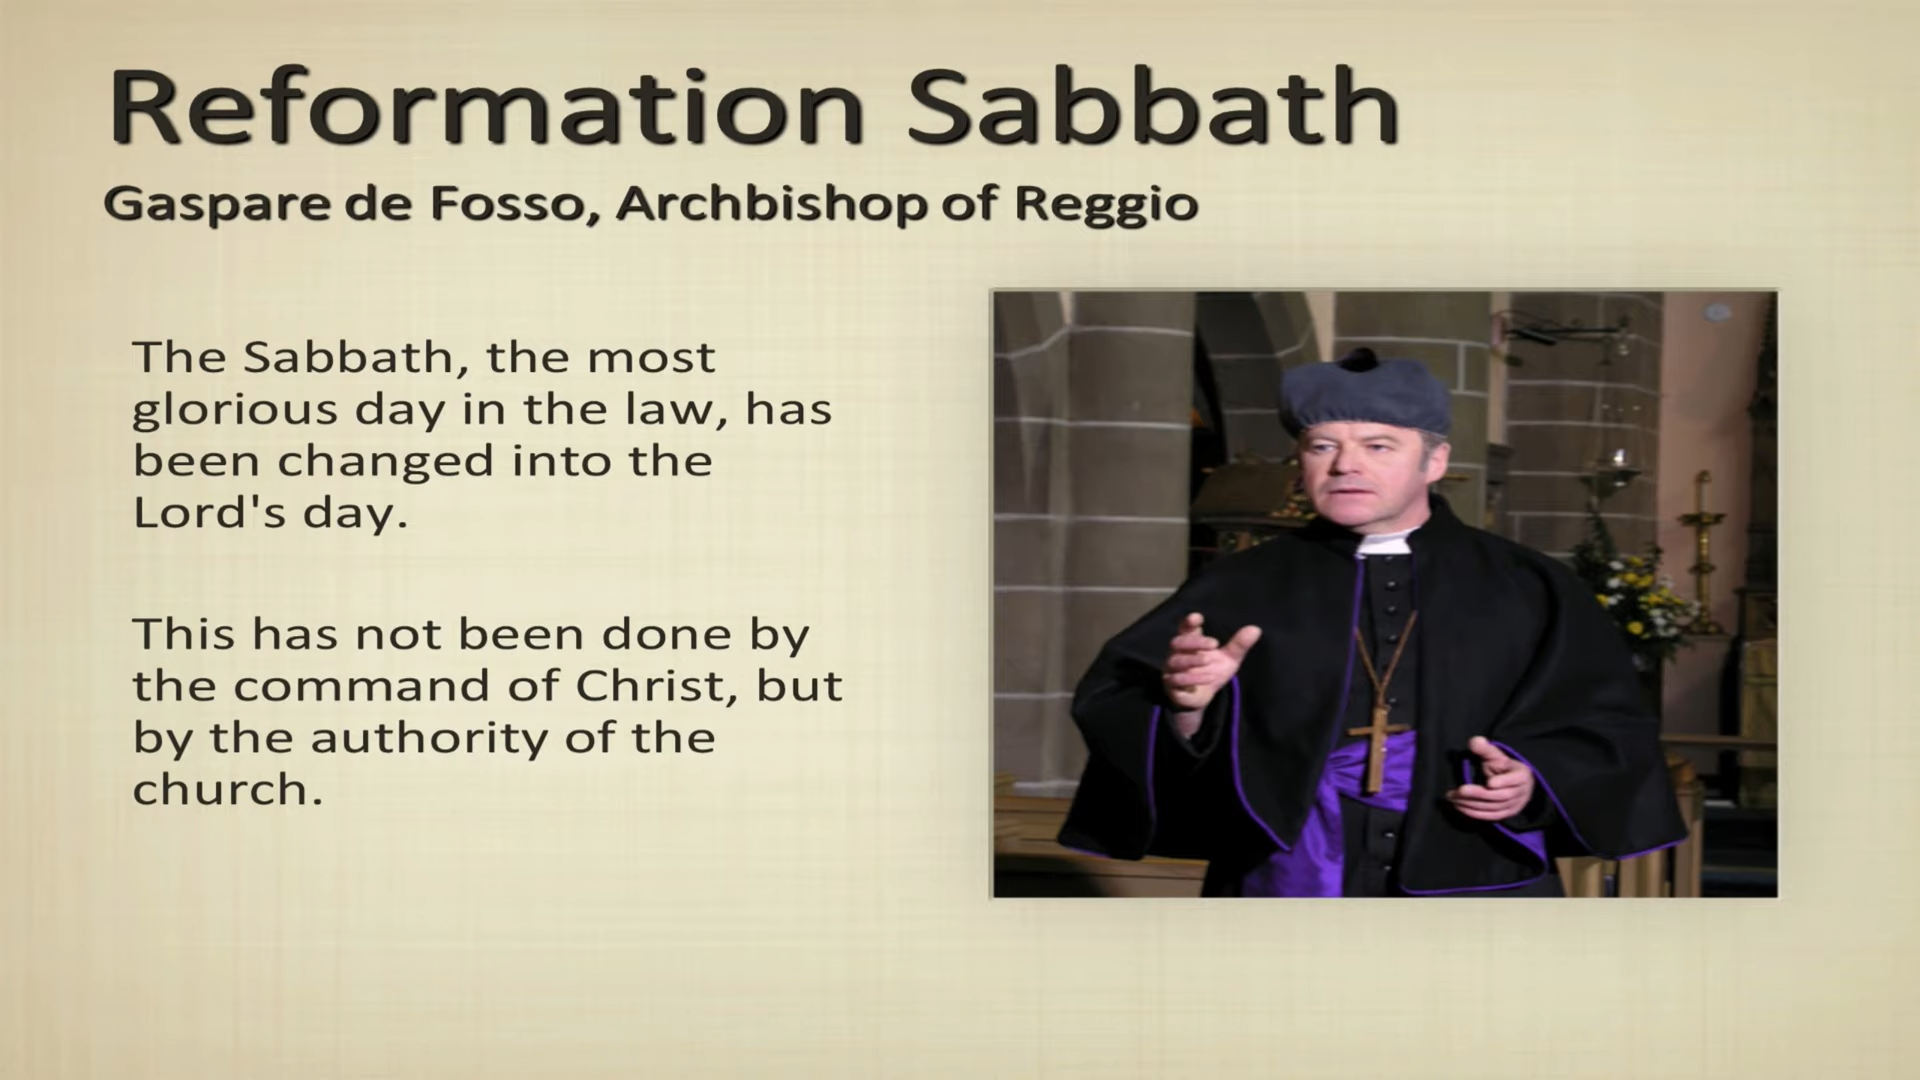 Reformation Sabbath
Gaspare de Fosso, Archbishop of Reggio
The Sabbath, the most
glorious day in the law, has
been changed into the
Lord's day.
This has not been done by
the command of Christ, but
by the authority of the
church.